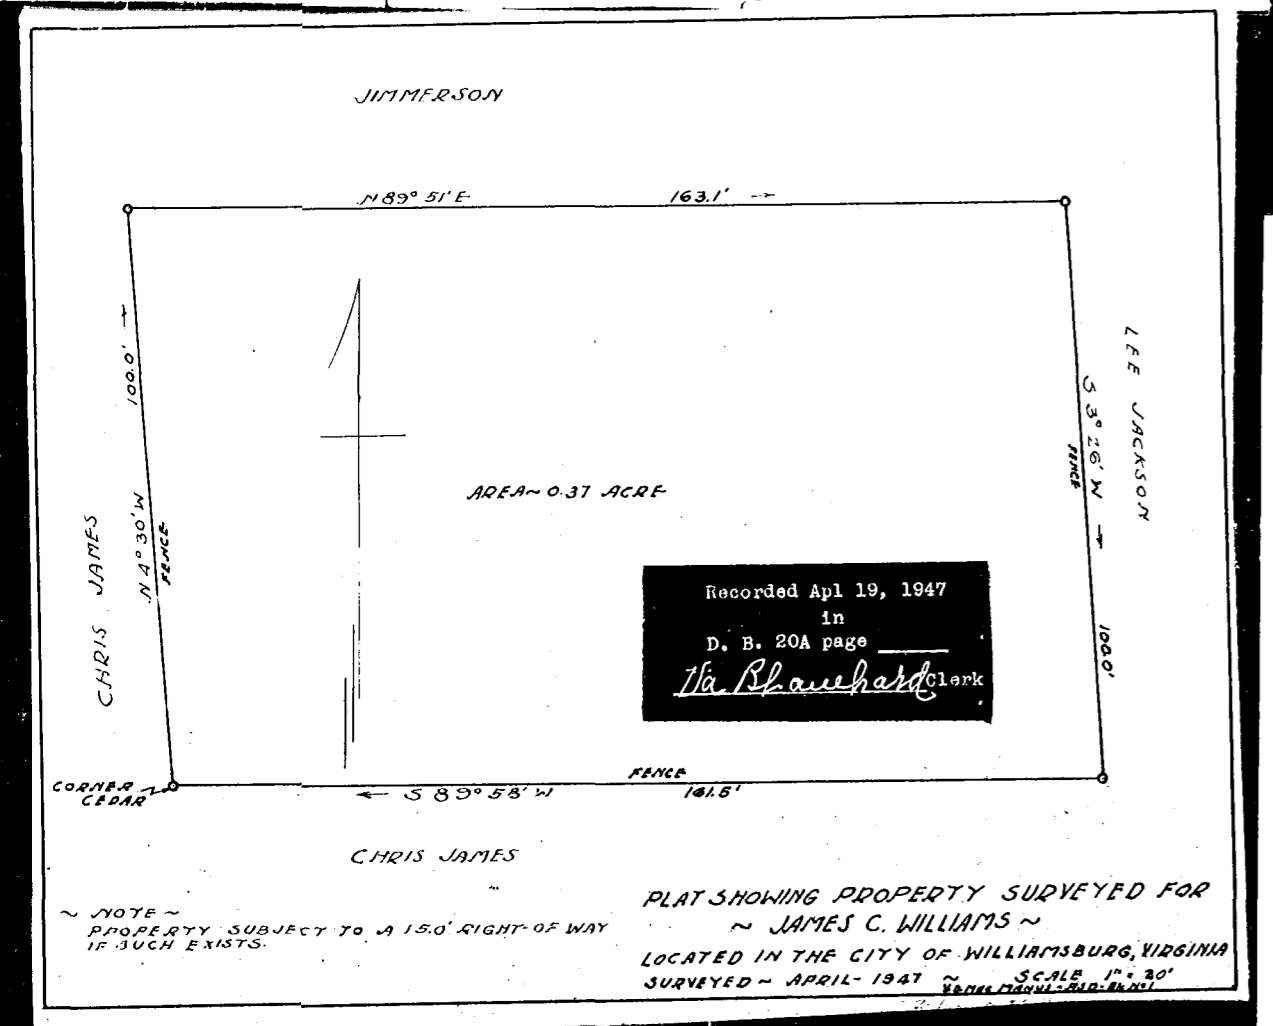 JIMMERSON
N 89° 51' E 163.1'
100.0'
N 4° 30' W
FENCE
CHRIS JAMES
LEE JACKSON
S 3° 26' W
FENCE
100.0'
AREA ~ 0.37 ACRE
Recorded Apl 19, 1947
in
D. B. 20A page ______
Va Blanchard Clerk
CORNER
CEDAR
FENCE
S 89° 58' W 161.5'
CHRIS JAMES
~ NOTE ~
PROPERTY SUBJECT TO A 15.0' RIGHT-OF WAY
IF SUCH EXISTS.
PLAT SHOWING PROPERTY SURVEYED FOR
~ JAMES C. WILLIAMS ~
LOCATED IN THE CITY OF WILLIAMSBURG, VIRGINIA
SURVEYED ~ APRIL - 1947 ~ SCALE 1" = 20'